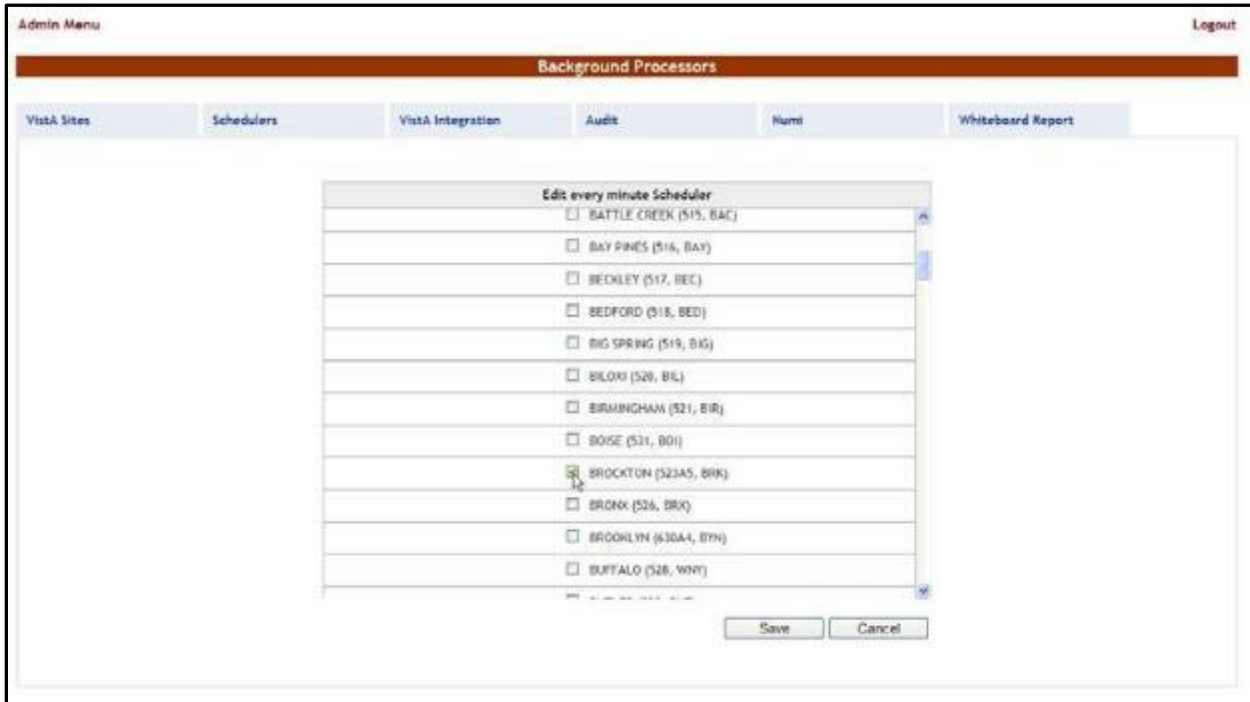 Admin Menu Logout
Background Processors
VistA Sites Schedulers VistA Integration Audit Numi Whiteboard Report
Edit every minute Scheduler
BATTLE CREEK (515, BAC)
BAY PINES (516, BAY)
BECKLEY (517, BEC)
BEDFORD (518, BED)
BIG SPRING (519, BIG)
BILOXI (520, BIL)
BIRMINGHAM (521, BIR)
BOISE (531, BOI)
BROCKTON (523A5, BRK)
BRONX (526, BRX)
BROOKLYN (630A4, BYN)
BUFFALO (528, WNY)
Save Cancel